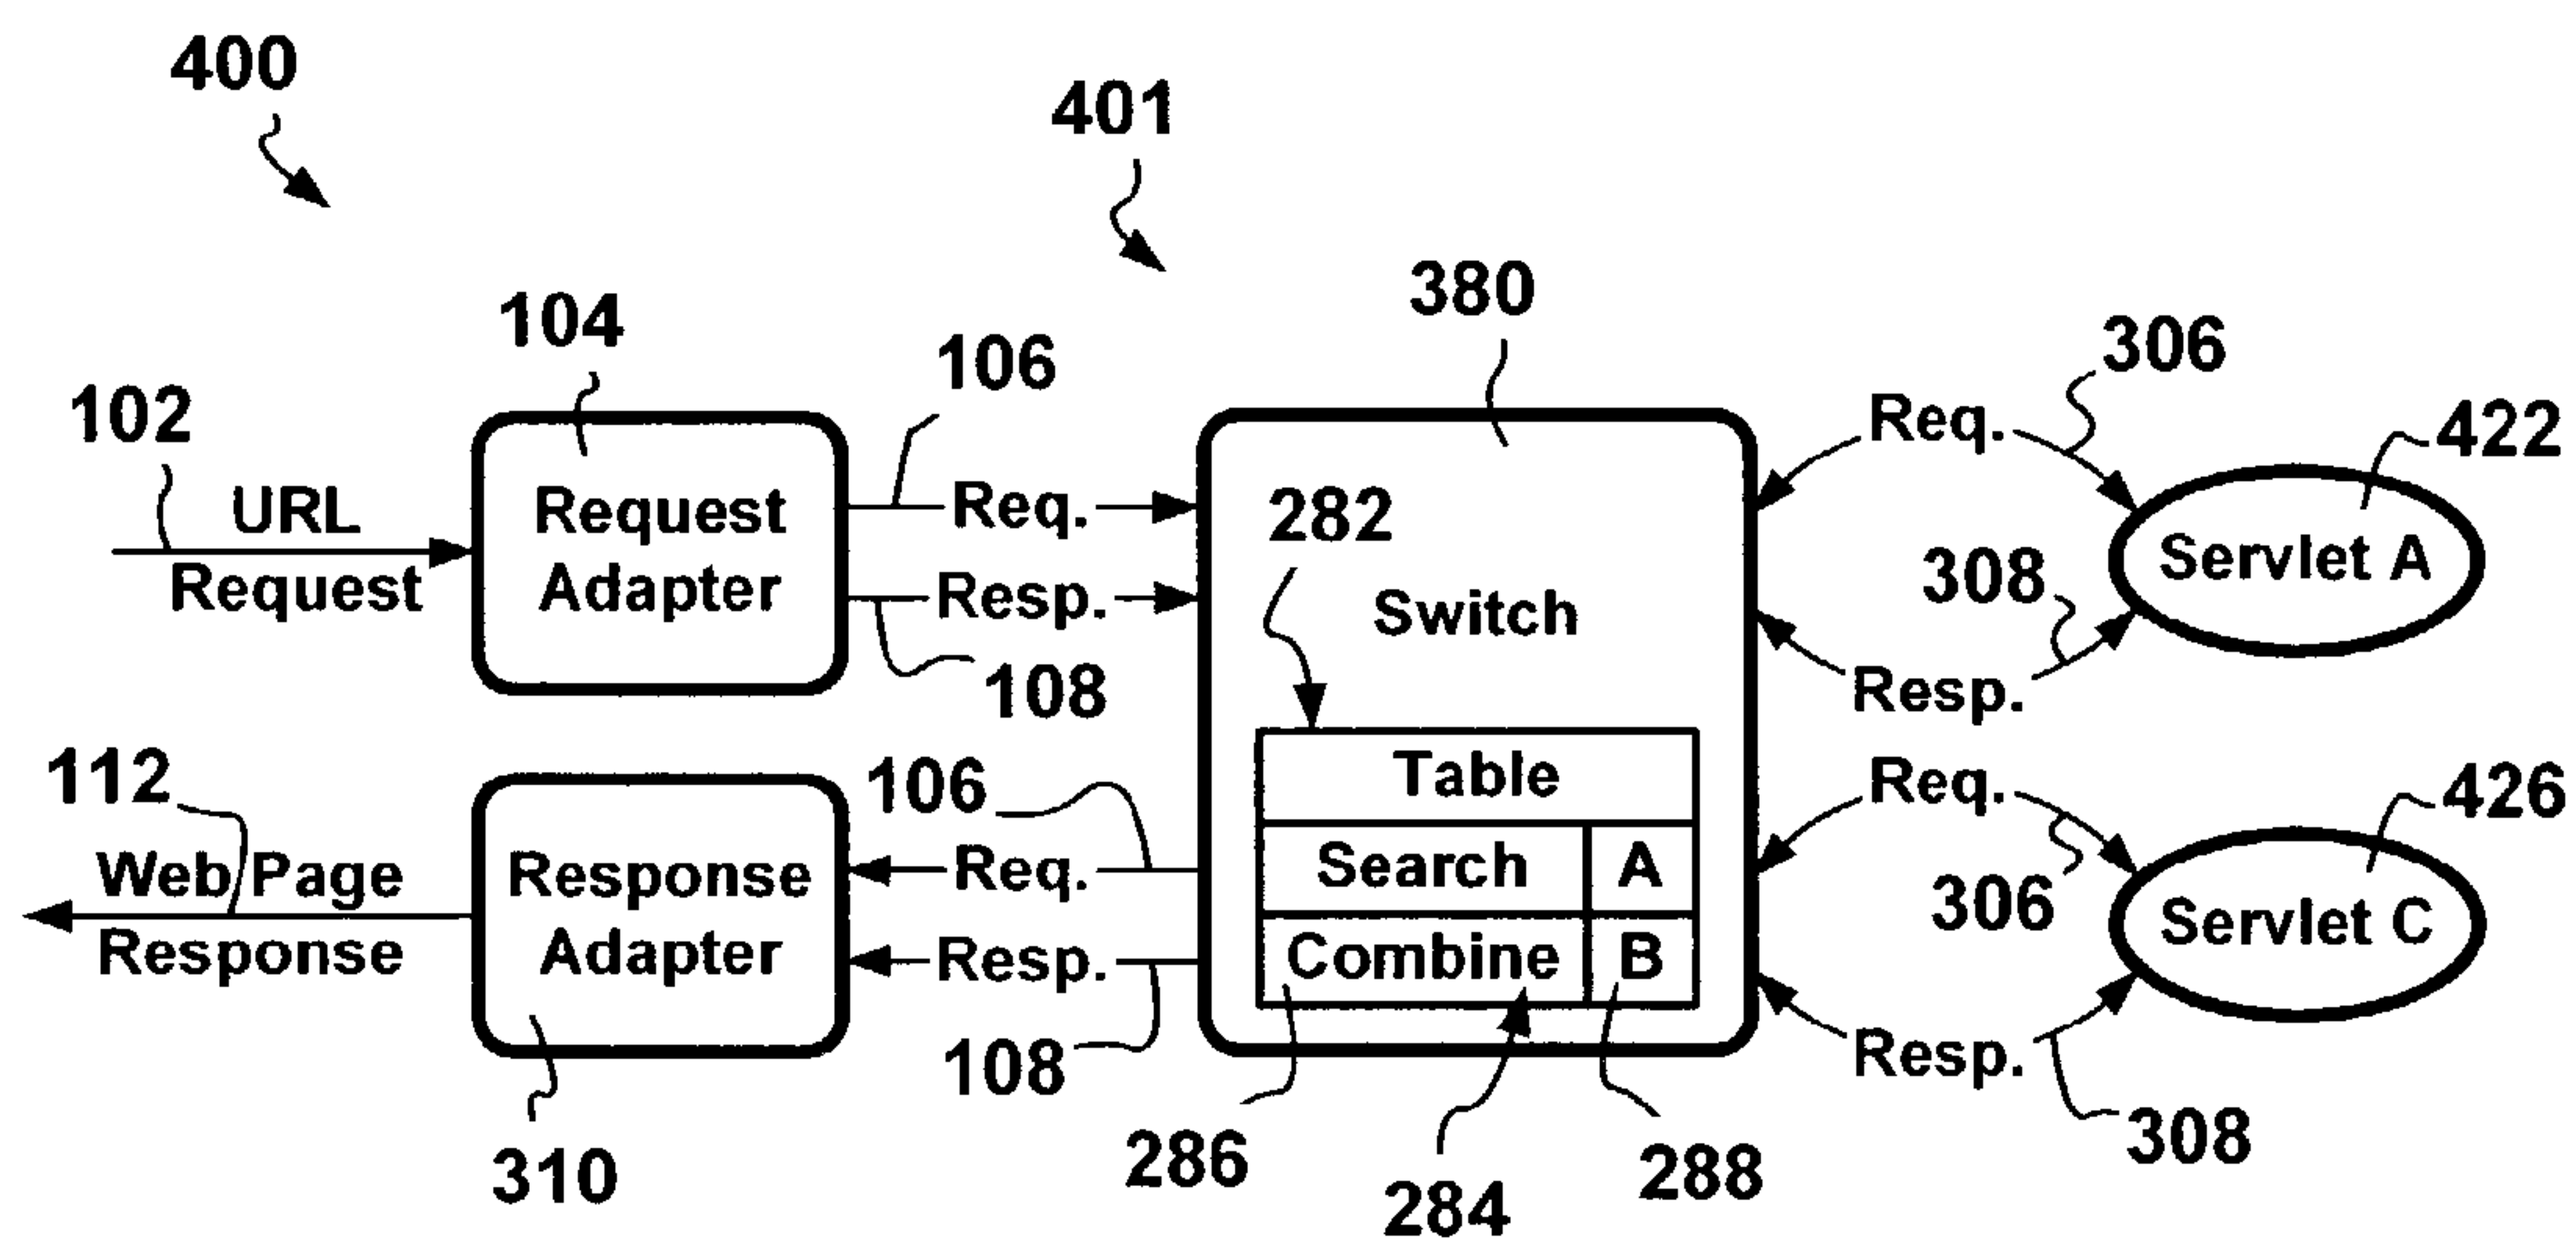 400
401
380
104
106
306
102
422
URL
Request
Request
Adapter
Req.
Resp.
108
282
Switch
Req.
308
Servlet A
Resp.
112
Web Page
Response
Response
Adapter
310
106
Req.
Resp.
108
Table
Search A
Combine B
286
284
288
Req.
306
426
Servlet C
Resp.
308